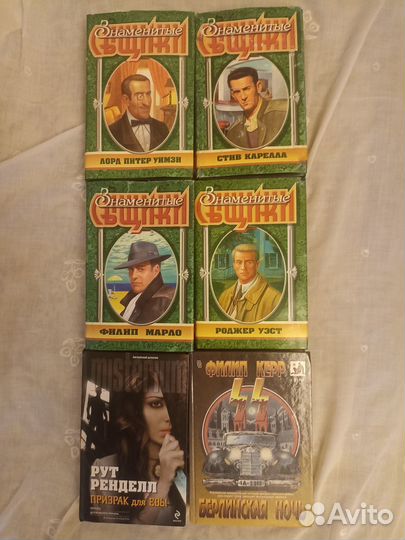 Знаменитые
СЫЩИКИ
ЛОРД ПИТЕР УИМЗИ
Знаменитые
СЫЩИКИ
СТИВ КАРЕЛЛА
Знаменитые
СЫЩИКИ
ФИЛИП МАРЛО
Знаменитые
СЫЩИКИ
РОДЖЕР УЭСТ
MISTERIUM
РУТ
РЕНДЕЛЛ
ПРИЗРАК для ЕВЫ
ФИЛИП КЕРР
БЕРЛИНСКАЯ НОЧЬ
Avito